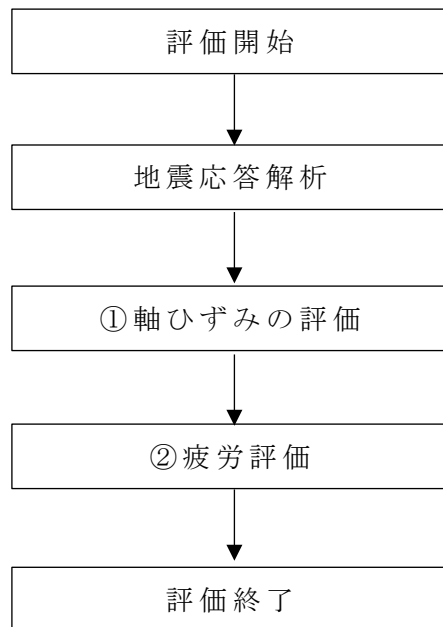 評価開始
地震応答解析
①軸ひずみの評価
②疲労評価
評価終了